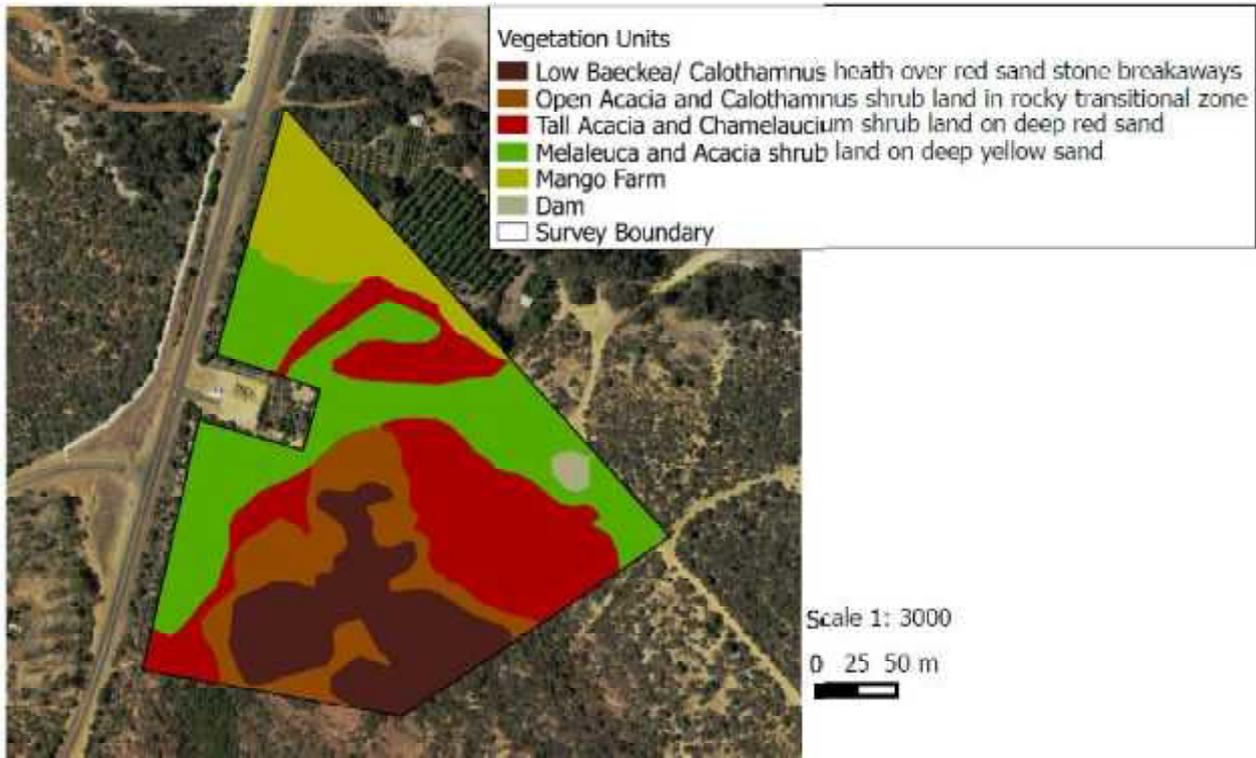 Vegetation Units
Low Baeckea/ Calothamnus heath over red sand stone breakaways
Open Acacia and Calothamnus shrub land in rocky transitional zone
Tall Acacia and Chamelaucium shrub land on deep red sand
Melaleuca and Acacia shrub land on deep yellow sand
Mango Farm
Dam
Survey Boundary
Scale 1: 3000
0 25 50 m